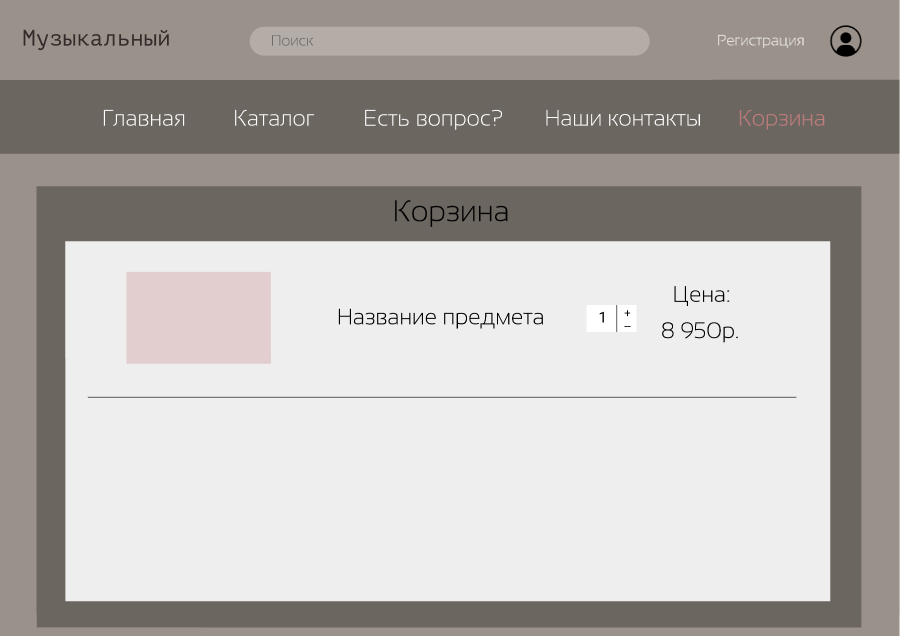 Музыкальный
Поиск
Регистрация
Главная Каталог Есть вопрос? Наши контакты Корзина
Корзина
Название предмета
1
+
−
Цена:
8 950р.